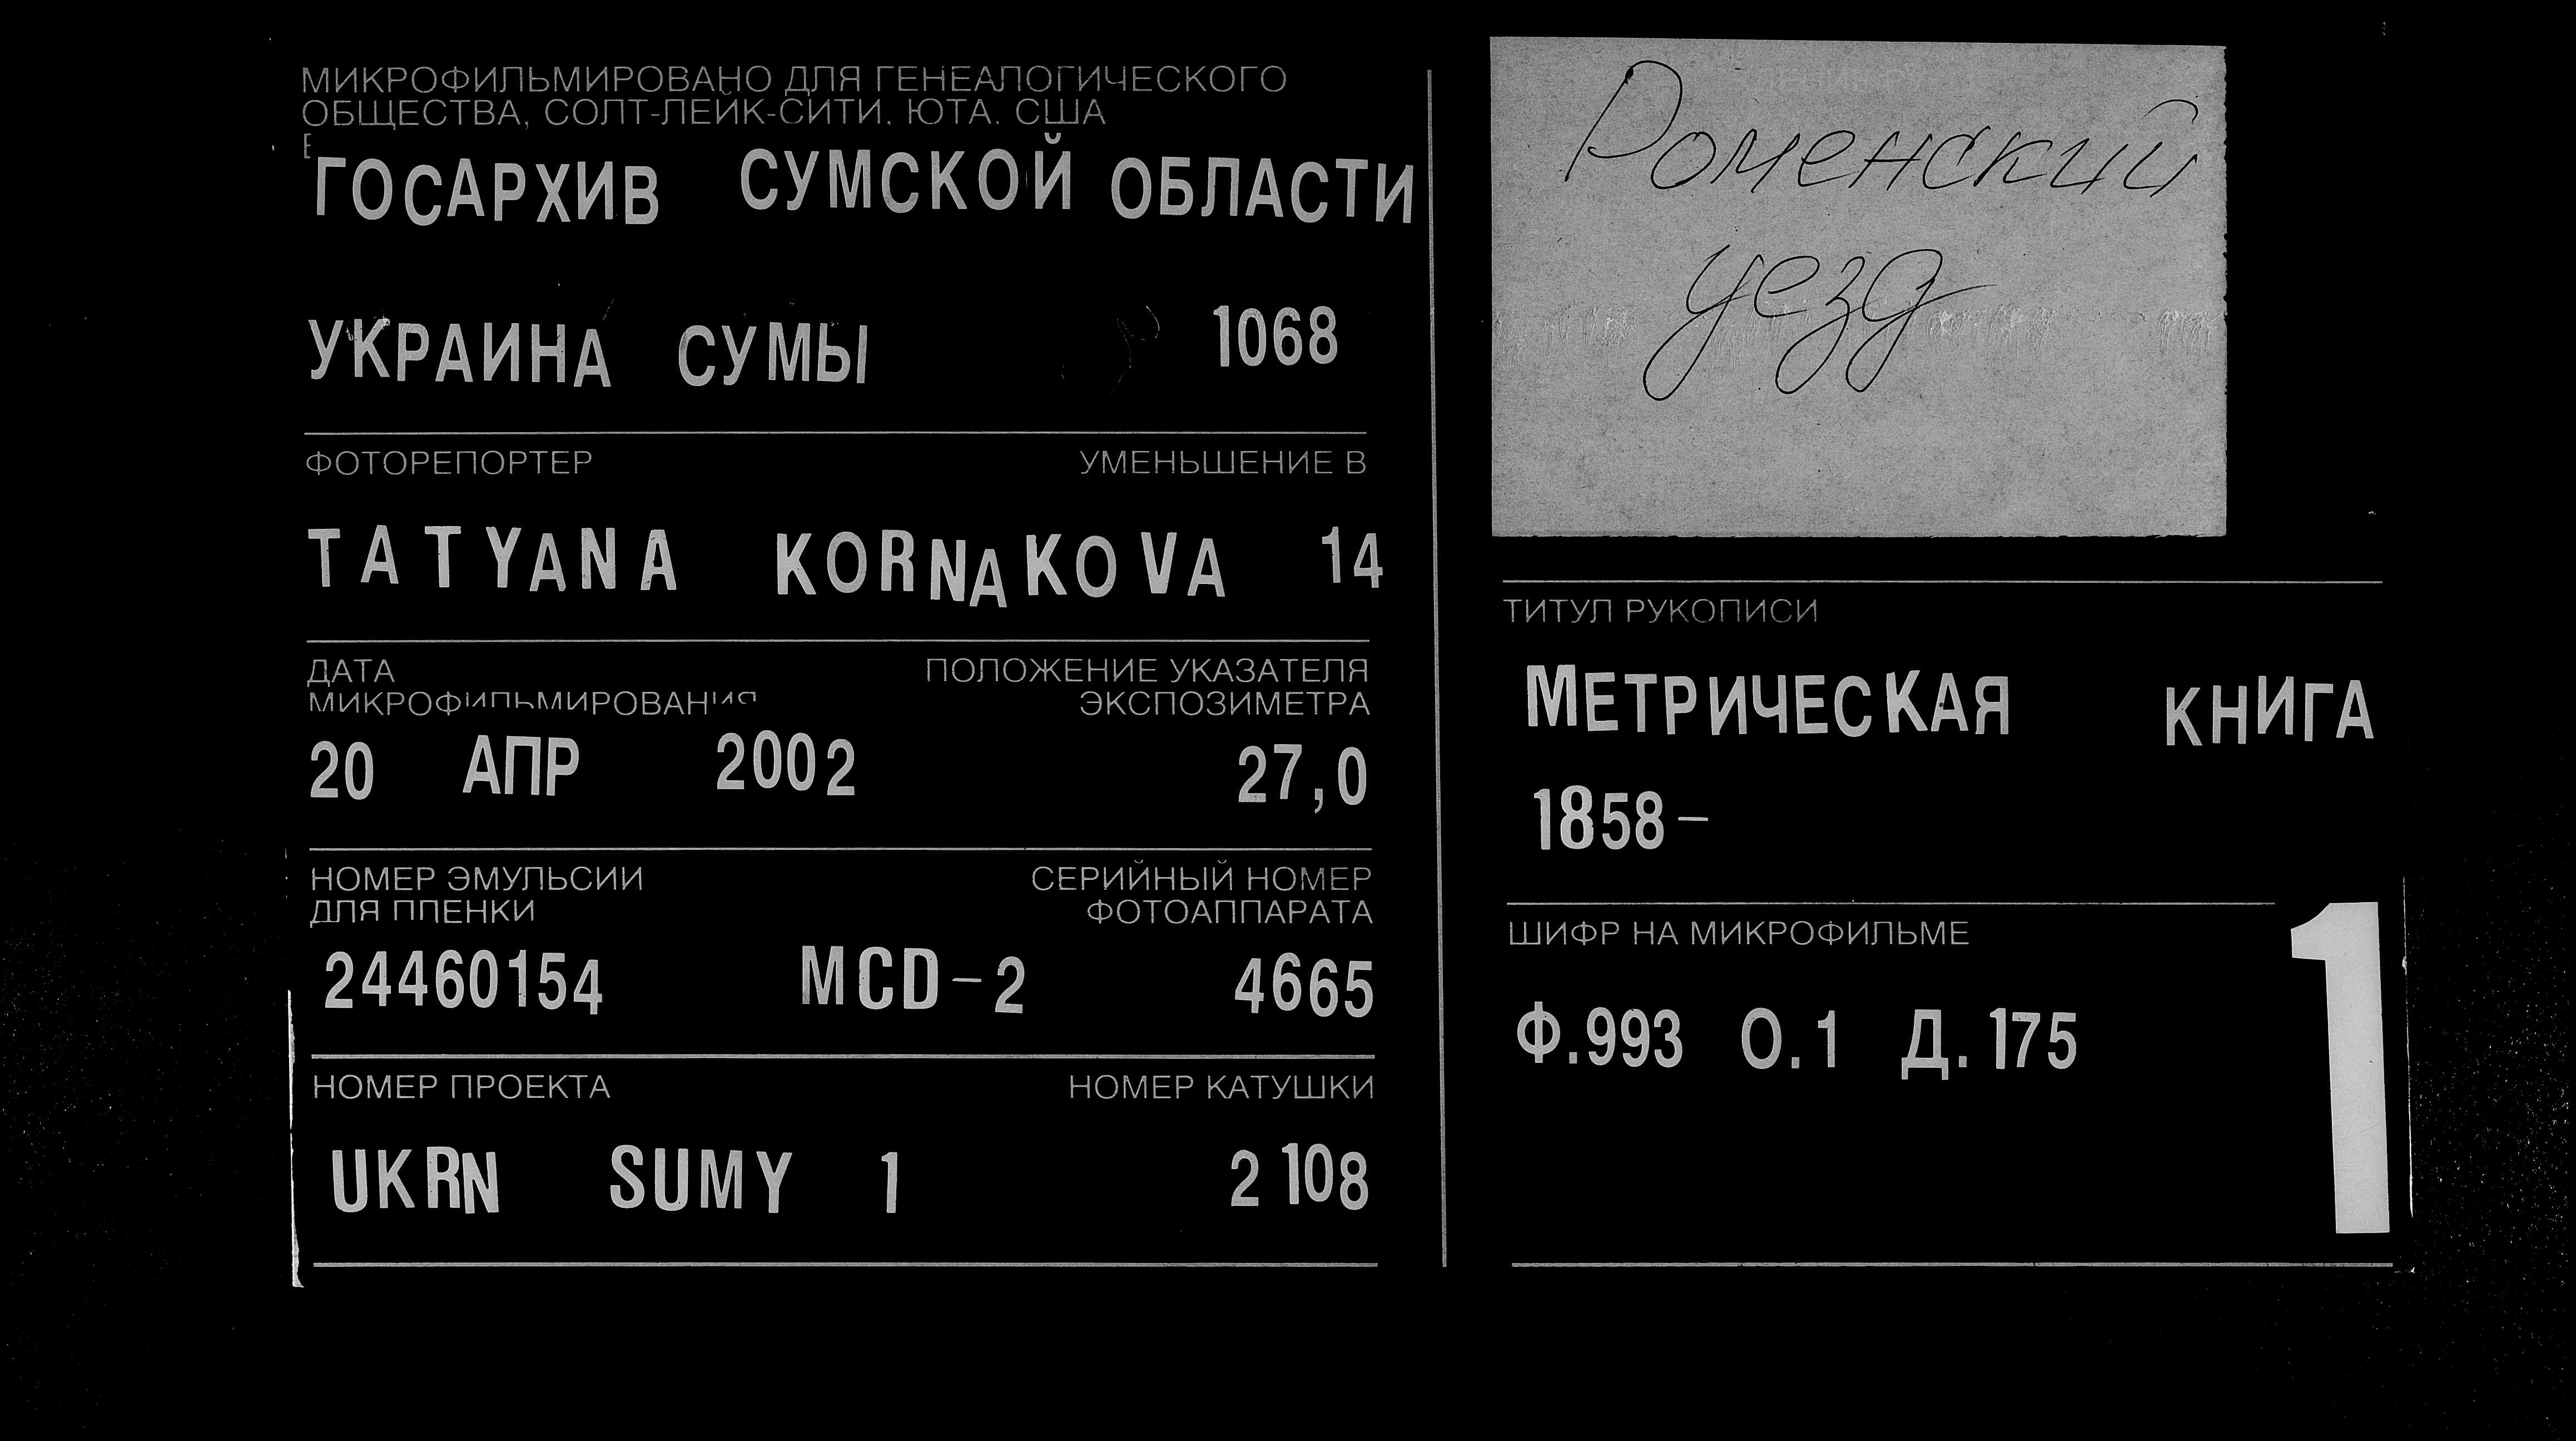 МИКРОФИЛЬМИРОВАНО ДЛЯ ГЕНЕАЛОГИЧЕСКОГО
ОБЩЕСТВА, СОЛТ-ЛЕЙК-СИТИ. ЮТА. США
ГОСАРХИВ СУМСКОЙ ОБЛАСТИ
УКРАИНА СУМЫ 1068
ФОТОРЕПОРТЕР УМЕНЬШЕНИЕ В
TATYANA KORNAKOVA 14
ДАТА ПОЛОЖЕНИЕ УКАЗАТЕЛЯ
МИКРОФИЛЬМИРОВАНИЯ ЭКСПОЗИМЕТРА
20 АПР 2002 27,0
НОМЕР ЭМУЛЬСИИ СЕРИЙНЫЙ НОМЕР
ДЛЯ ПЛЕНКИ ФОТОАППАРАТА
24460154 MCD-2 4665
НОМЕР ПРОЕКТА НОМЕР КАТУШКИ
UKRN SUMY 1 2 108
Роменский
уезд
ТИТУЛ РУКОПИСИ
МЕТРИЧЕСКАЯ КНИГА
1858-
ШИФР НА МИКРОФИЛЬМЕ
Ф.993 О.1 Д.175
1